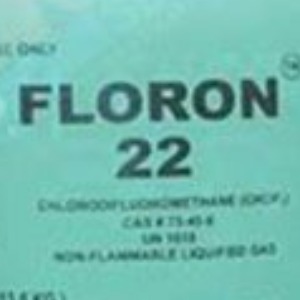 ONLY
FLORON
22
CHLORODIFLUOROMETHANE
CAS # 75-45-6
UN 1018
NON-FLAMMABLE LIQUIFIED GAS